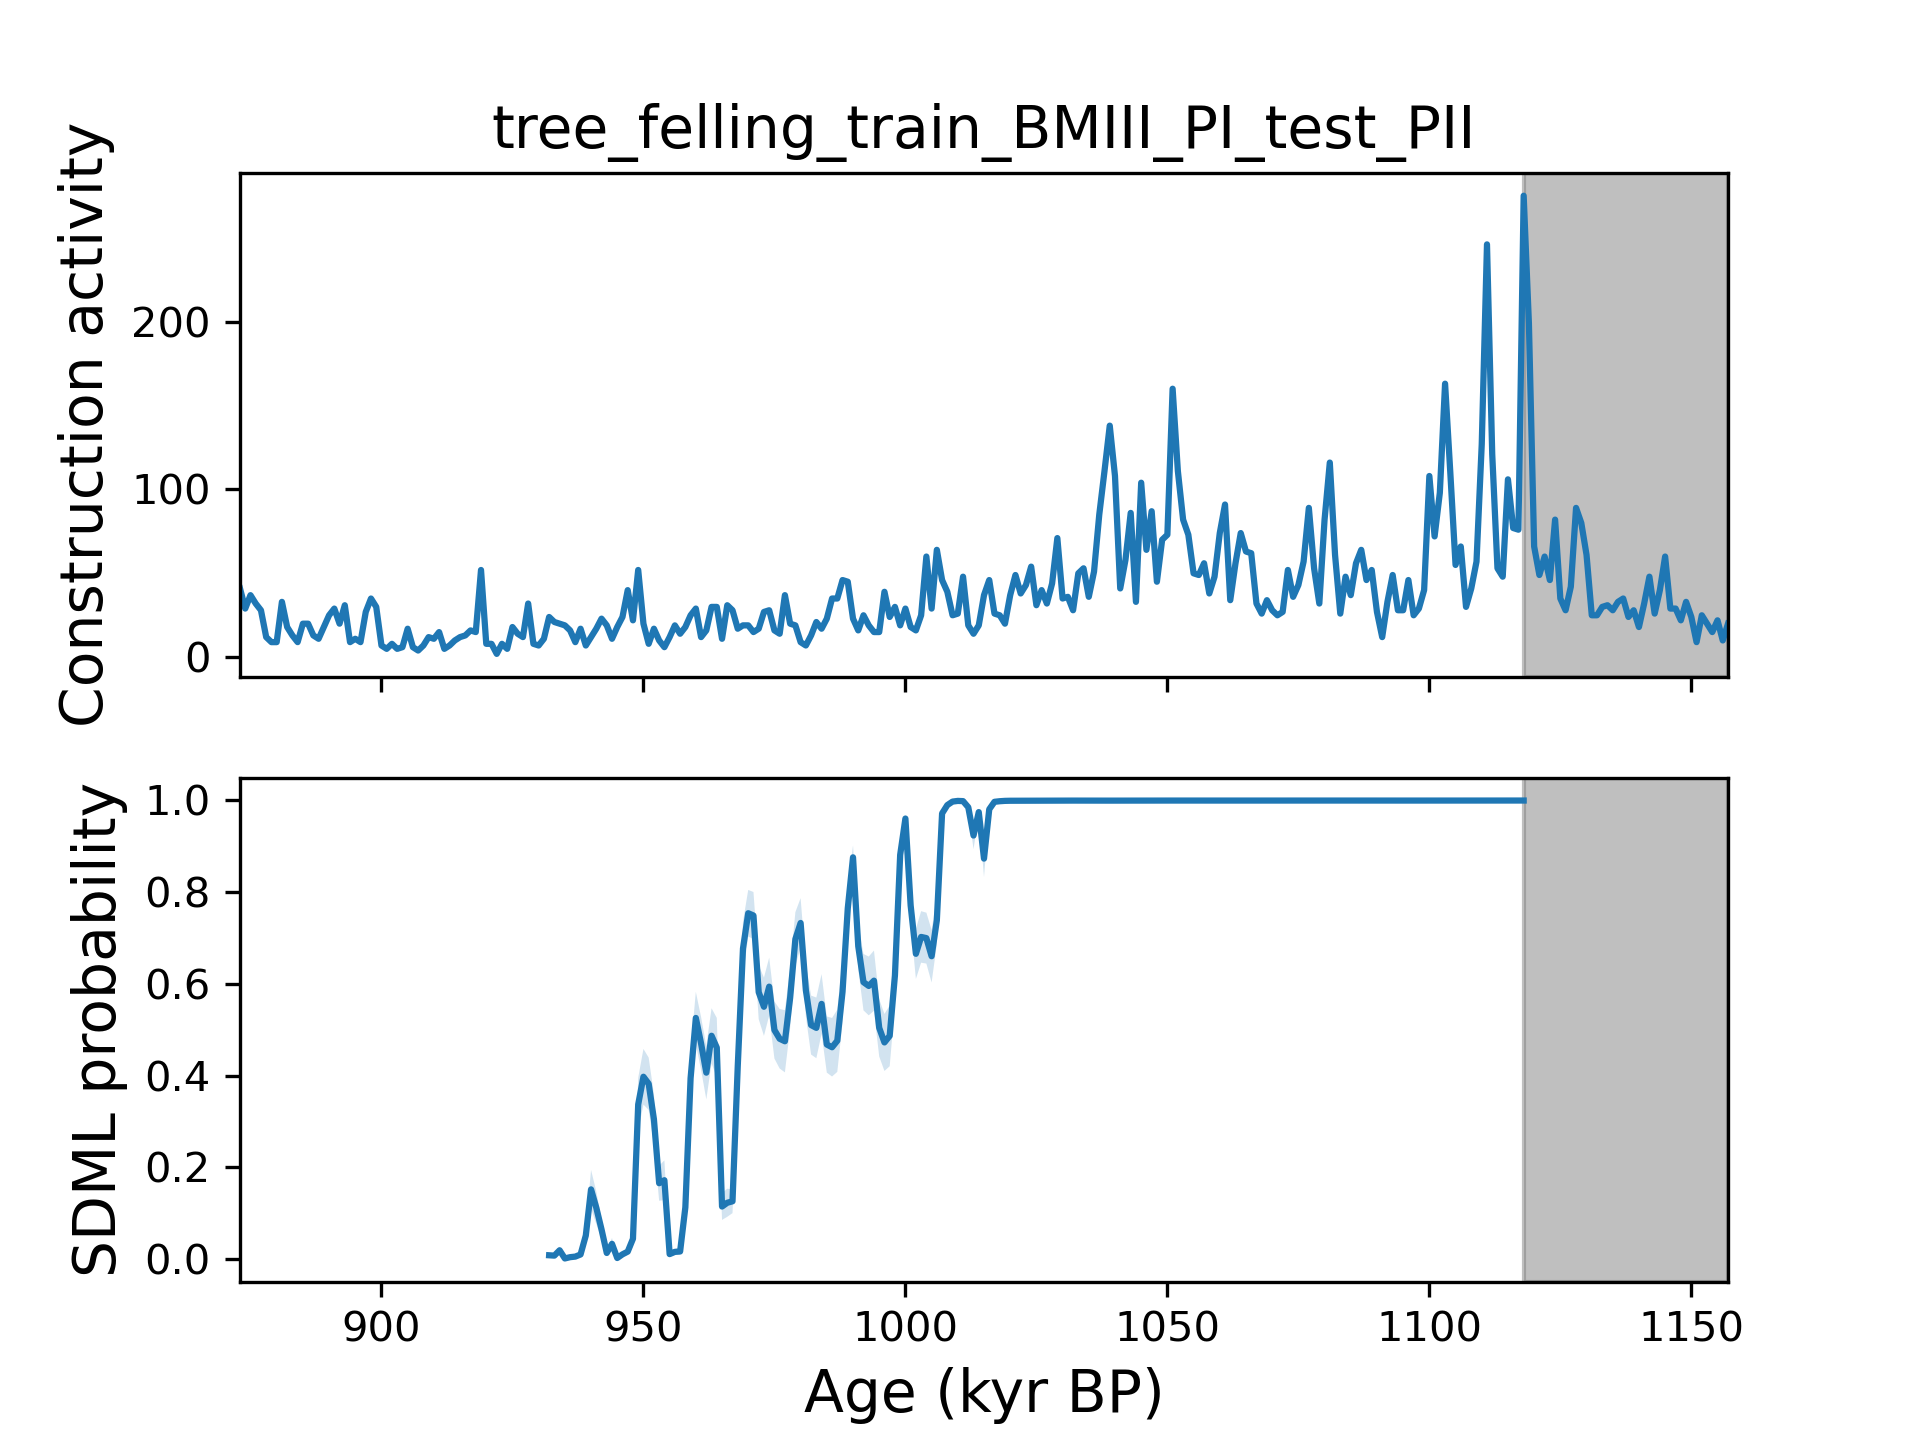 tree_felling_train_BMIII_PI_test_PII
Construction activity
200
100
0
SDML probability
1.0
0.8
0.6
0.4
0.2
0.0
900 950 1000 1050 1100 1150
Age (kyr BP)